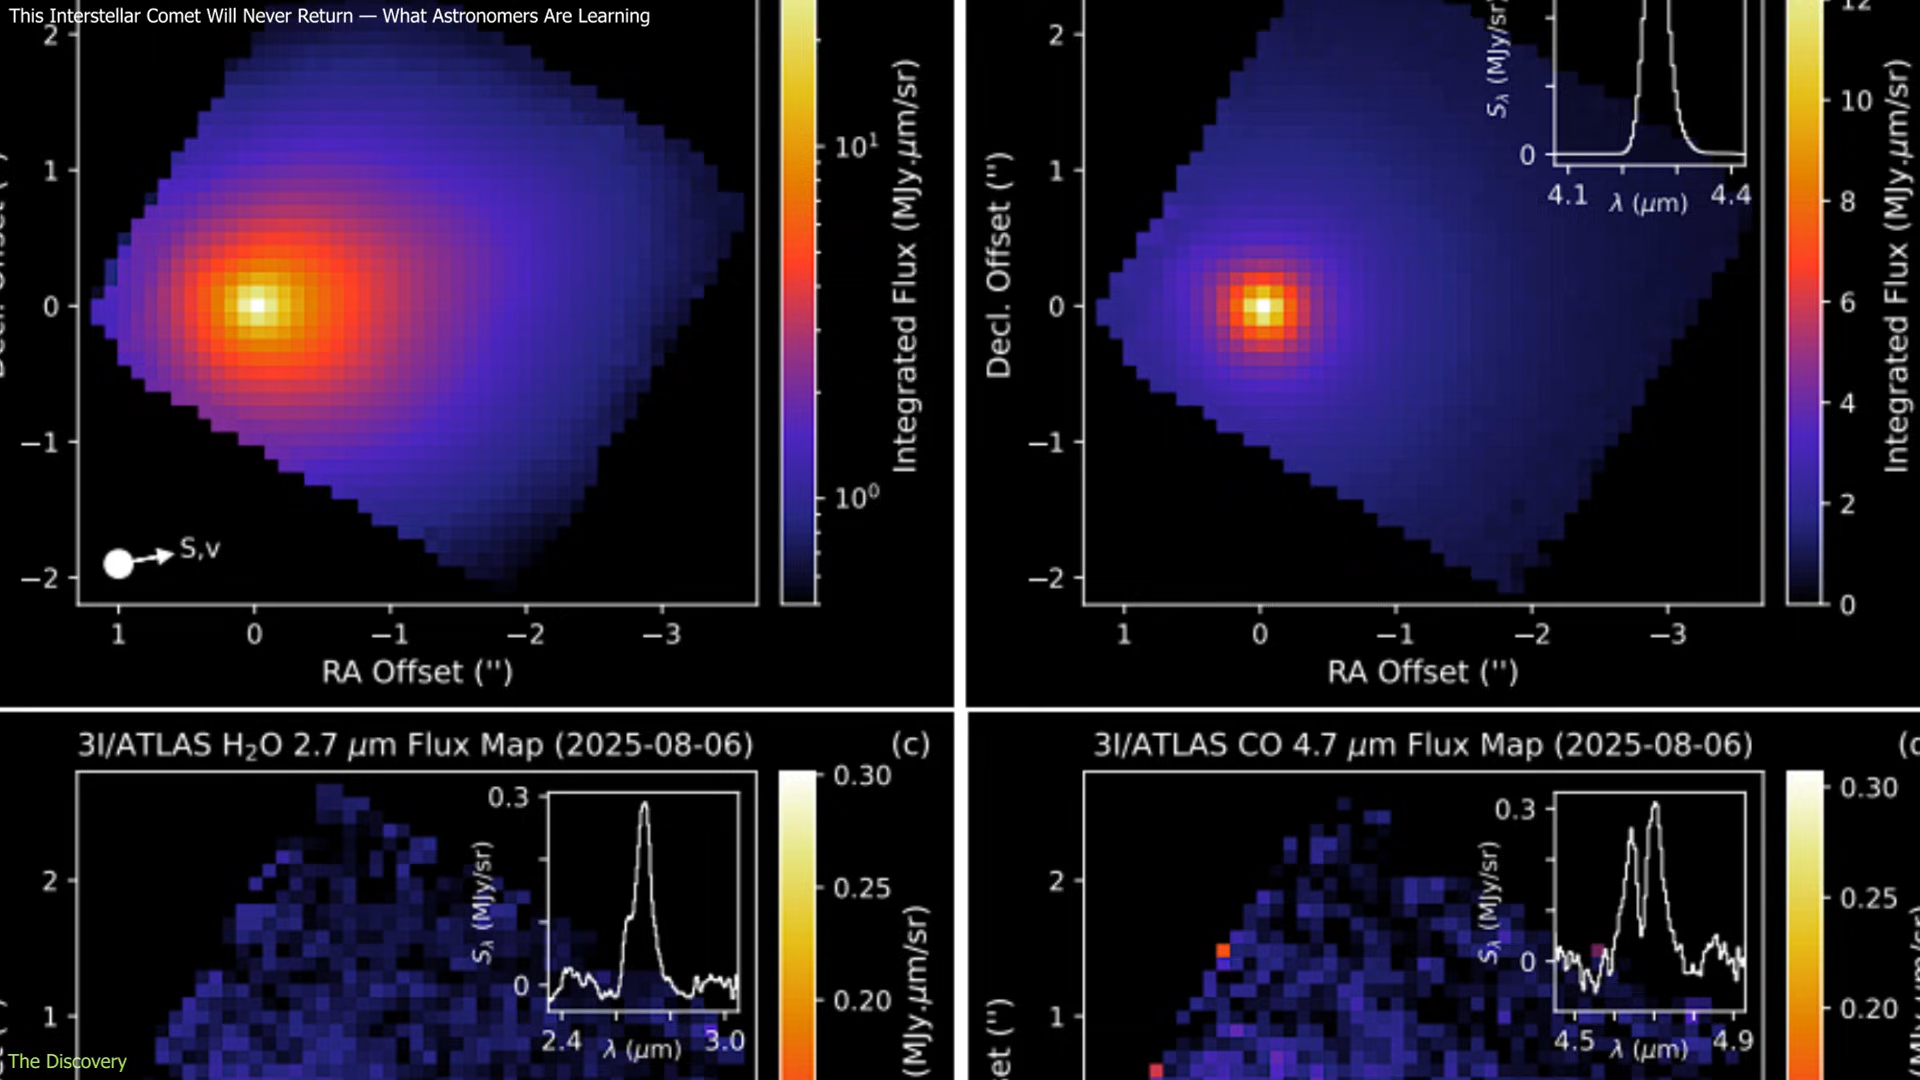 This Interstellar Comet Will Never Return — What Astronomers Are Learning
2
1
0
−1
−2
1
0
−1
−2
−3
RA Offset ('')
S,v
10¹
10⁰
Integrated Flux (MJy.μm/sr)
2
1
0
−1
−2
Decl. Offset ('')
1
0
−1
−2
−3
RA Offset ('')
Sλ (MJy/sr)
0
4.1
λ (μm)
4.4
12
10
8
6
4
2
0
Integrated Flux (MJy.μm/sr)
3I/ATLAS H₂O 2.7 μm Flux Map (2025-08-06)
(c)
2
1
0.3
0
Sλ (MJy/sr)
2.4
λ (μm)
3.0
0.30
0.25
0.20
(MJy.μm/sr)
3I/ATLAS CO 4.7 μm Flux Map (2025-08-06)
2
1
0.3
0
Sλ (MJy/sr)
4.5
λ (μm)
4.9
0.30
0.25
0.20
The Discovery